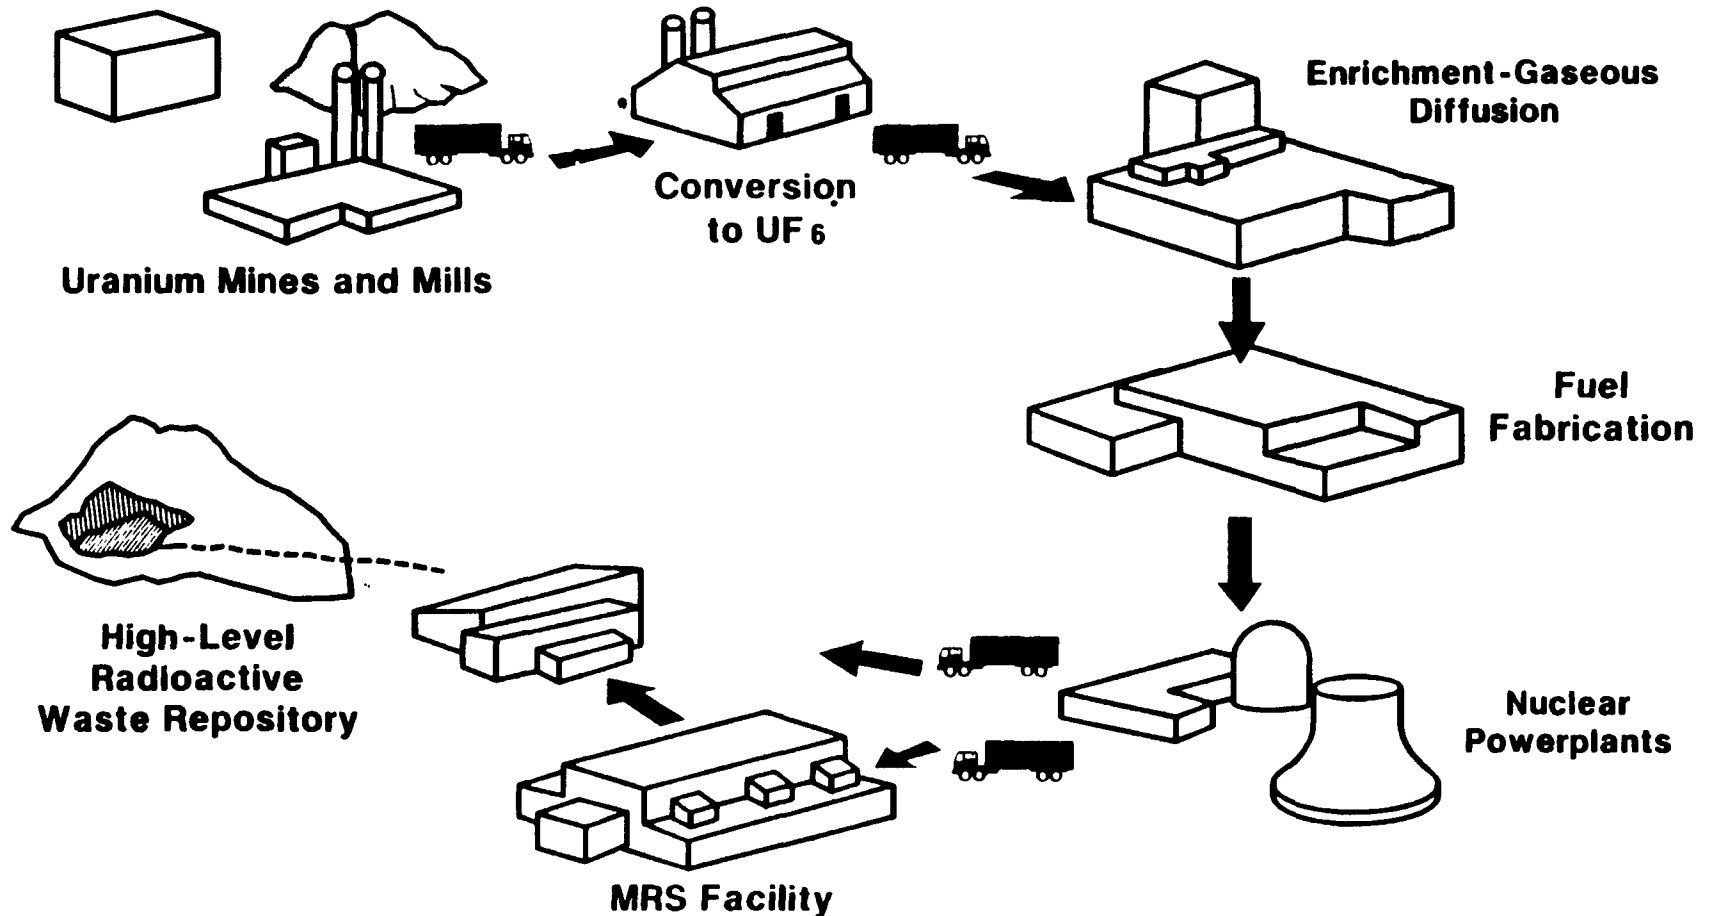 Enrichment-Gaseous
Diffusion
Conversion
to UF6
Uranium Mines and Mills
Fuel
Fabrication
High-Level
Radioactive
Waste Repository
Nuclear
Powerplants
MRS Facility